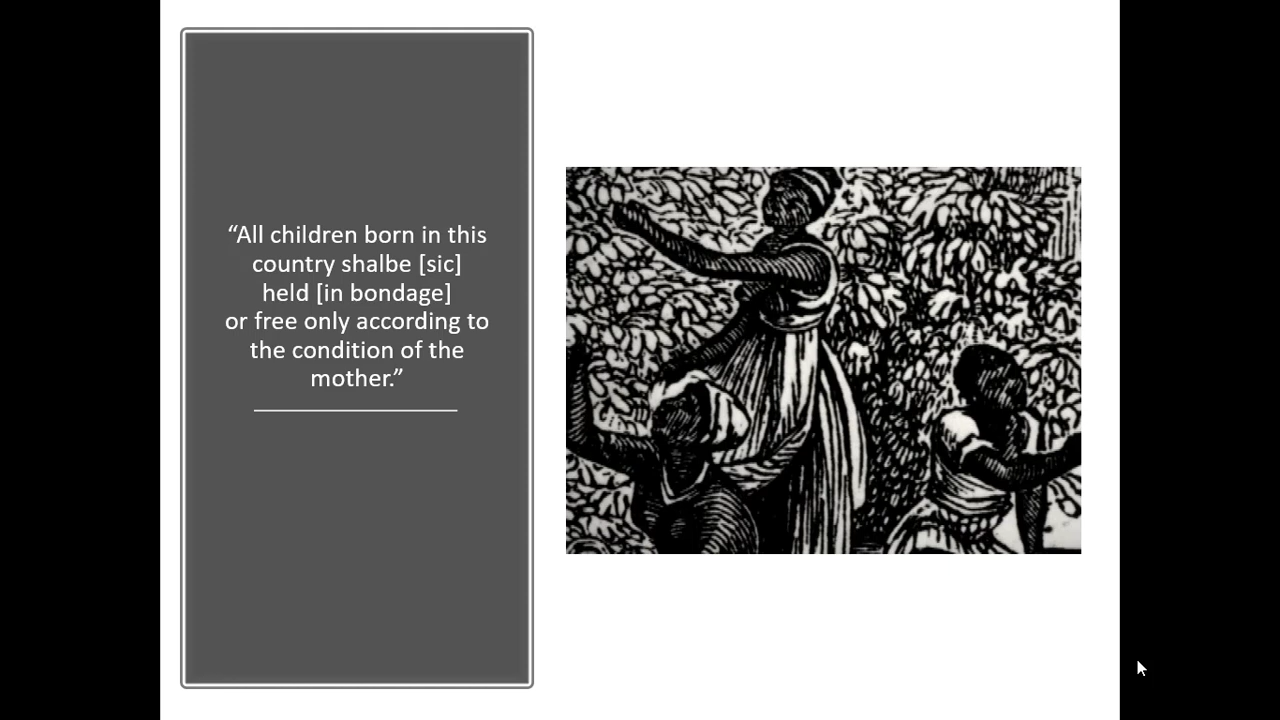 “All children born in this
country shalbe [sic]
held [in bondage]
or free only according to
the condition of the
mother.”